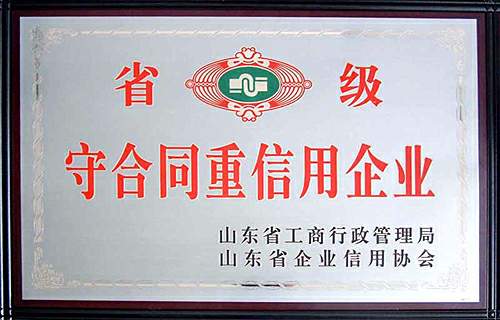 省 级
守合同重信用企业
山东省工商行政管理局
山东省企业信用协会